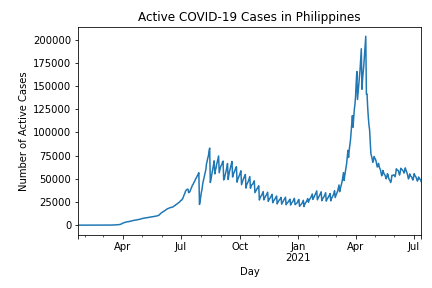 Active COVID-19 Cases in Philippines
Number of Active Cases
200000
175000
150000
125000
100000
75000
50000
25000
0
Apr
Jul
Oct
Jan
2021
Apr
Jul
Day